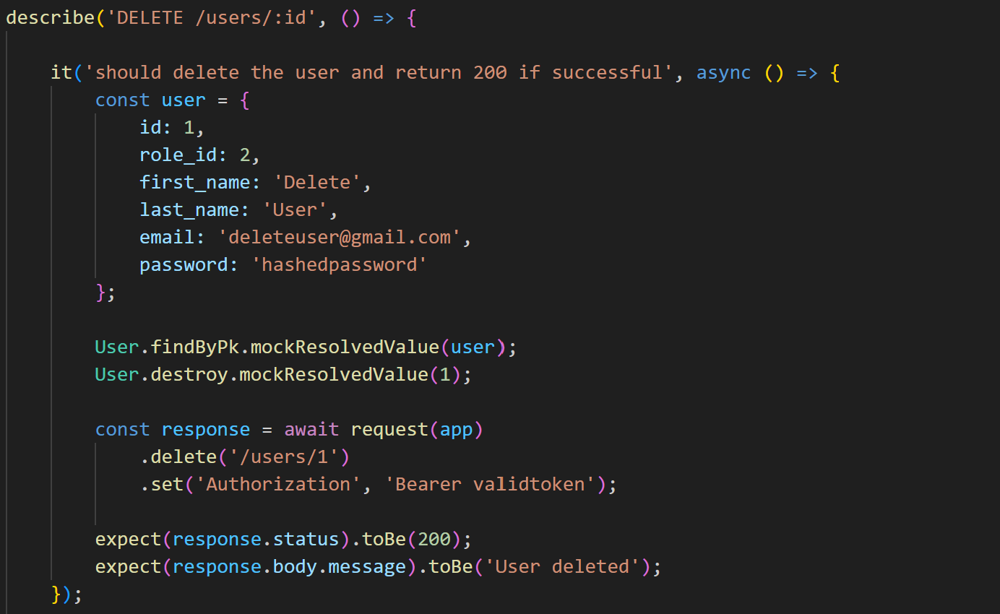 describe('DELETE /users/:id', () => {
it('should delete the user and return 200 if successful', async () => {
const user = {
id: 1,
role_id: 2,
first_name: 'Delete',
last_name: 'User',
email: 'deleteuser@gmail.com',
password: 'hashedpassword'
};
User.findByPk.mockResolvedValue(user);
User.destroy.mockResolvedValue(1);
const response = await request(app)
.delete('/users/1')
.set('Authorization', 'Bearer validtoken');
expect(response.status).toBe(200);
expect(response.body.message).toBe('User deleted');
});